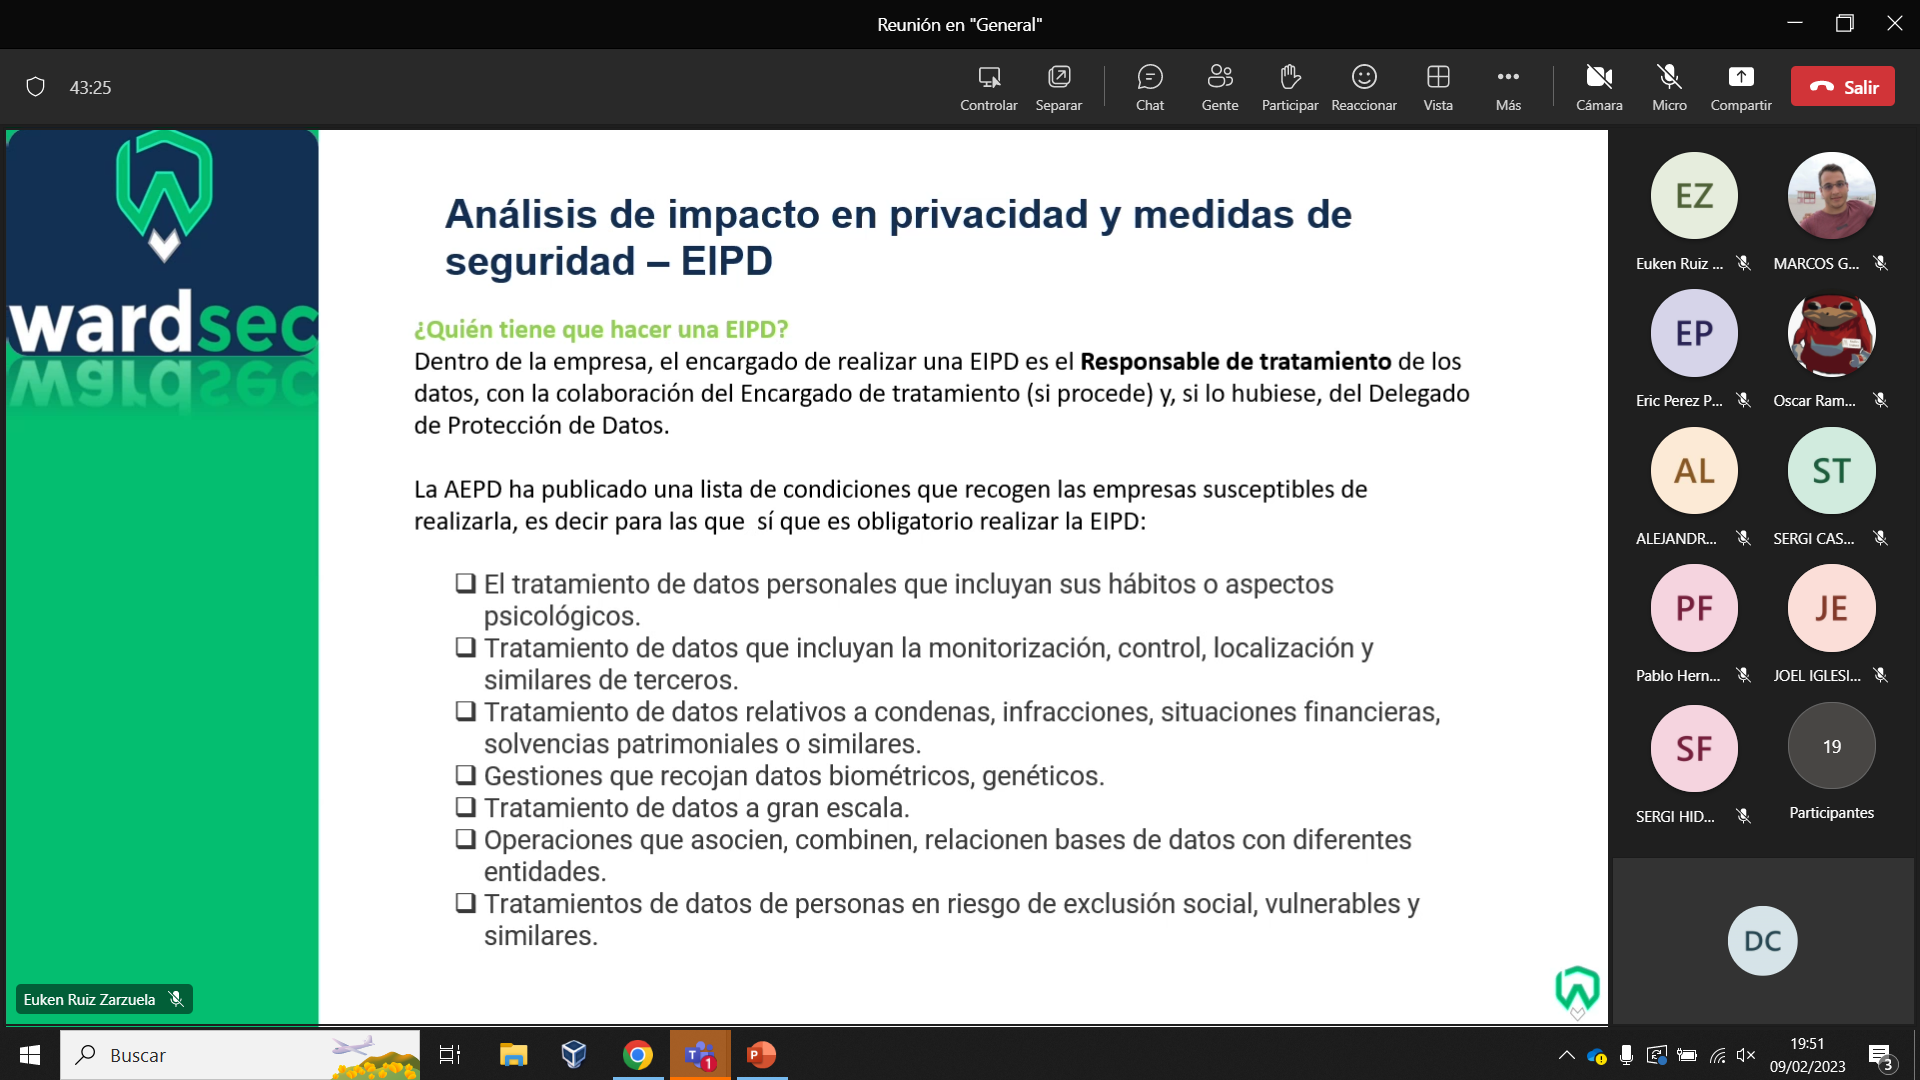 Reunión en "General"
43:25
Controlar
Separar
Chat
Gente
Participar
Reaccionar
Vista
Más
Cámara
Micro
Compartir
Salir
wardsec
Análisis de impacto en privacidad y medidas de
seguridad – EIPD
¿Quién tiene que hacer una EIPD?
Dentro de la empresa, el encargado de realizar una EIPD es el Responsable de tratamiento de los
datos, con la colaboración del Encargado de tratamiento (si procede) y, si lo hubiese, del Delegado
de Protección de Datos.
La AEPD ha publicado una lista de condiciones que recogen las empresas susceptibles de
realizarla, es decir para las que sí que es obligatorio realizar la EIPD:
❑ El tratamiento de datos personales que incluyan sus hábitos o aspectos
psicológicos.
❑ Tratamiento de datos que incluyan la monitorización, control, localización y
similares de terceros.
❑ Tratamiento de datos relativos a condenas, infracciones, situaciones financieras,
solvencias patrimoniales o similares.
❑ Gestiones que recojan datos biométricos, genéticos.
❑ Tratamiento de datos a gran escala.
❑ Operaciones que asocien, combinen, relacionen bases de datos con diferentes
entidades.
❑ Tratamientos de datos de personas en riesgo de exclusión social, vulnerables y
similares.
Euken Ruiz Zarzuela
EZ
Euken Ruiz ...
MARCOS G...
EP
Eric Perez P...
Oscar Ram...
AL
ST
ALEJANDR...
SERGI CAS...
PF
JE
Pablo Hern...
JOEL IGLESI...
SF
19
SERGI HID...
Participantes
DC
Buscar
1
19:51
09/02/2023
3